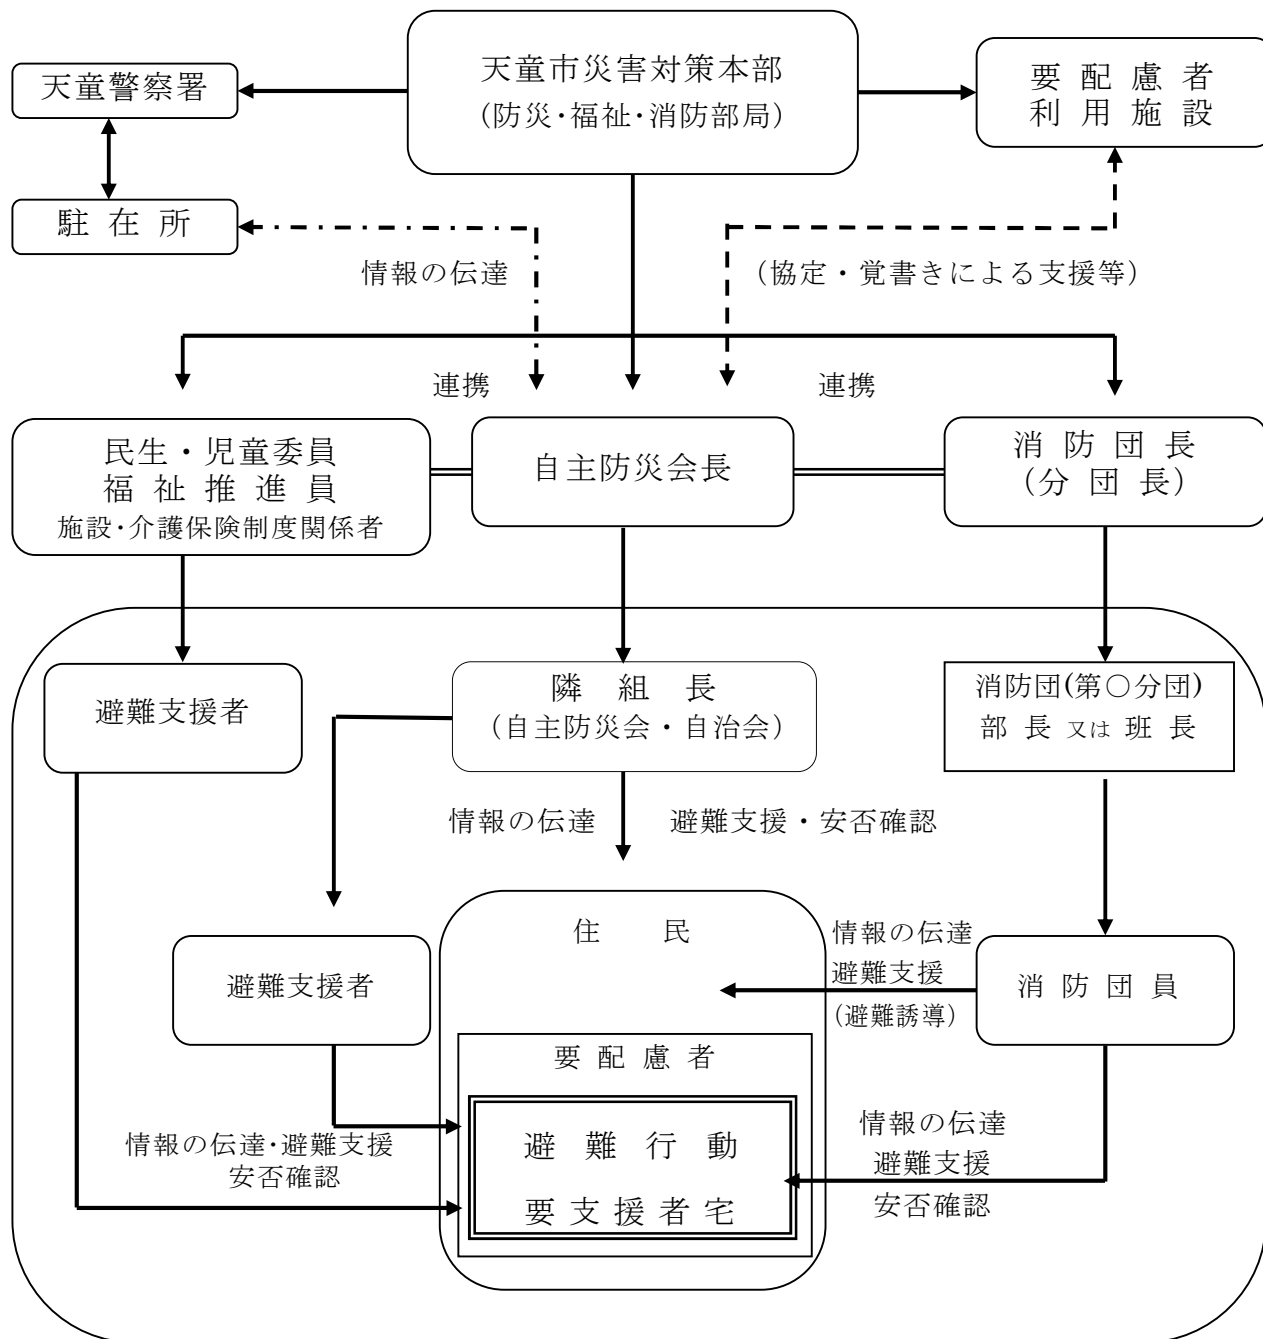 天童市災害対策本部
(防災・福祉・消防部局)
天童警察署
要配慮者
利用施設
駐在所
情報の伝達
(協定・覚書きによる支援等)
連携
連携
民生・児童委員
福祉推進員
施設・介護保険制度関係者
自主防災会長
消防団長
(分団長)
避難支援者
隣組長
(自主防災会・自治会)
消防団(第〇分団)
部長又は班長
情報の伝達
避難支援・安否確認
住民
情報の伝達
避難支援
(避難誘導)
避難支援者
消防団員
要配慮者
避難行動
要支援者宅
情報の伝達・避難支援
安否確認
情報の伝達
避難支援
安否確認